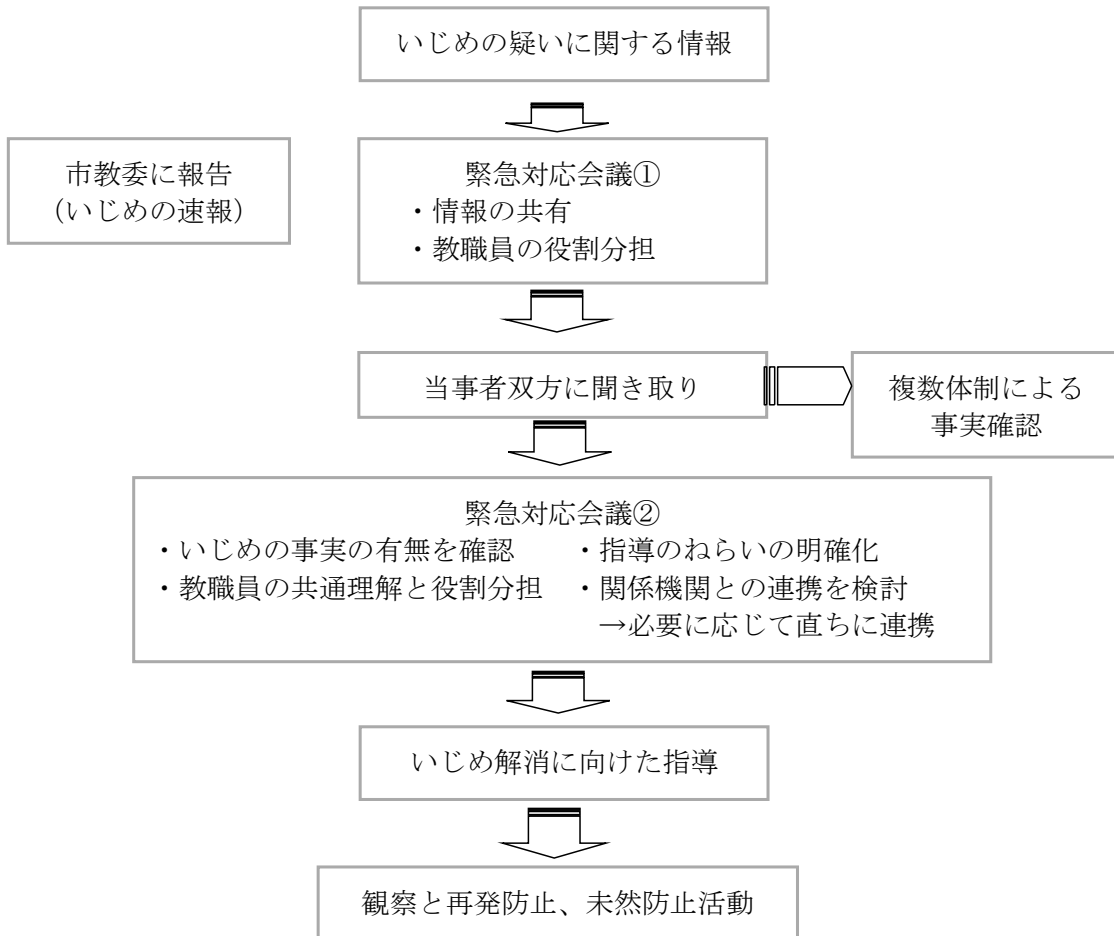 いじめの疑いに関する情報
市教委に報告
（いじめの速報）
緊急対応会議①
・情報の共有
・教職員の役割分担
当事者双方に聞き取り
複数体制による
事実確認
緊急対応会議②
・いじめの事実の有無を確認　・指導のねらいの明確化
・教職員の共通理解と役割分担　・関係機関との連携を検討
→必要に応じて直ちに連携
いじめ解消に向けた指導
観察と再発防止、未然防止活動